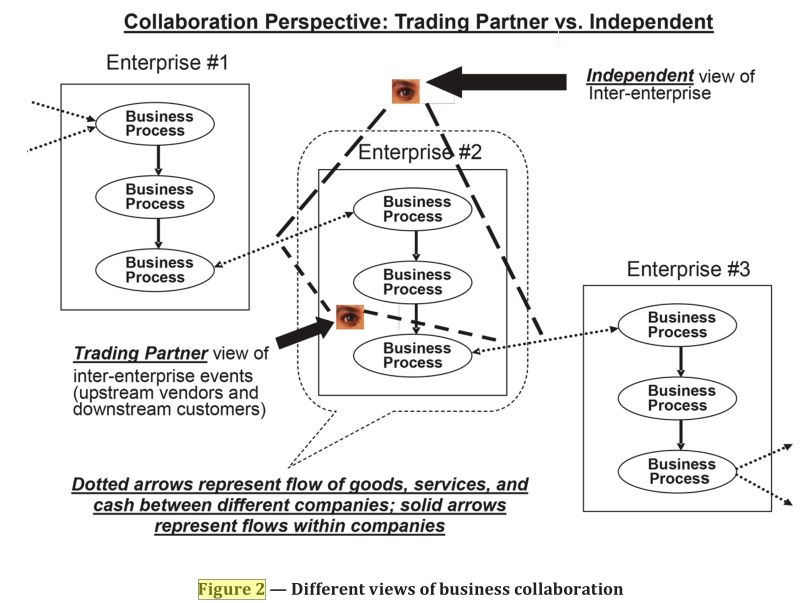 Collaboration Perspective: Trading Partner vs. Independent
Enterprise #1
Independent view of
Inter-enterprise
Business
Process
Business
Process
Business
Process
Enterprise #2
Business
Process
Business
Process
Business
Process
Enterprise #3
Business
Process
Business
Process
Business
Process
Trading Partner view of
inter-enterprise events
(upstream vendors and
downstream customers)
Dotted arrows represent flow of goods, services, and
cash between different companies; solid arrows
represent flows within companies
Figure 2 — Different views of business collaboration